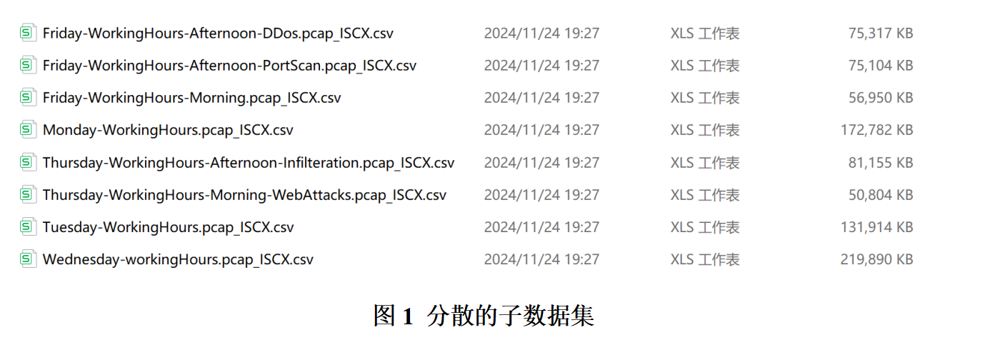 Friday-WorkingHours-Afternoon-DDos.pcap_ISCX.csv 2024/11/24 19:27 XLS 工作表 75,317 KB
Friday-WorkingHours-Afternoon-PortScan.pcap_ISCX.csv 2024/11/24 19:27 XLS 工作表 75,104 KB
Friday-WorkingHours-Morning.pcap_ISCX.csv 2024/11/24 19:27 XLS 工作表 56,950 KB
Monday-WorkingHours.pcap_ISCX.csv 2024/11/24 19:27 XLS 工作表 172,782 KB
Thursday-WorkingHours-Afternoon-Infilteration.pcap_ISCX.csv 2024/11/24 19:27 XLS 工作表 81,155 KB
Thursday-WorkingHours-Morning-WebAttacks.pcap_ISCX.csv 2024/11/24 19:27 XLS 工作表 50,804 KB
Tuesday-WorkingHours.pcap_ISCX.csv 2024/11/24 19:27 XLS 工作表 131,914 KB
Wednesday-workingHours.pcap_ISCX.csv 2024/11/24 19:27 XLS 工作表 219,890 KB
图 1 分散的子数据集